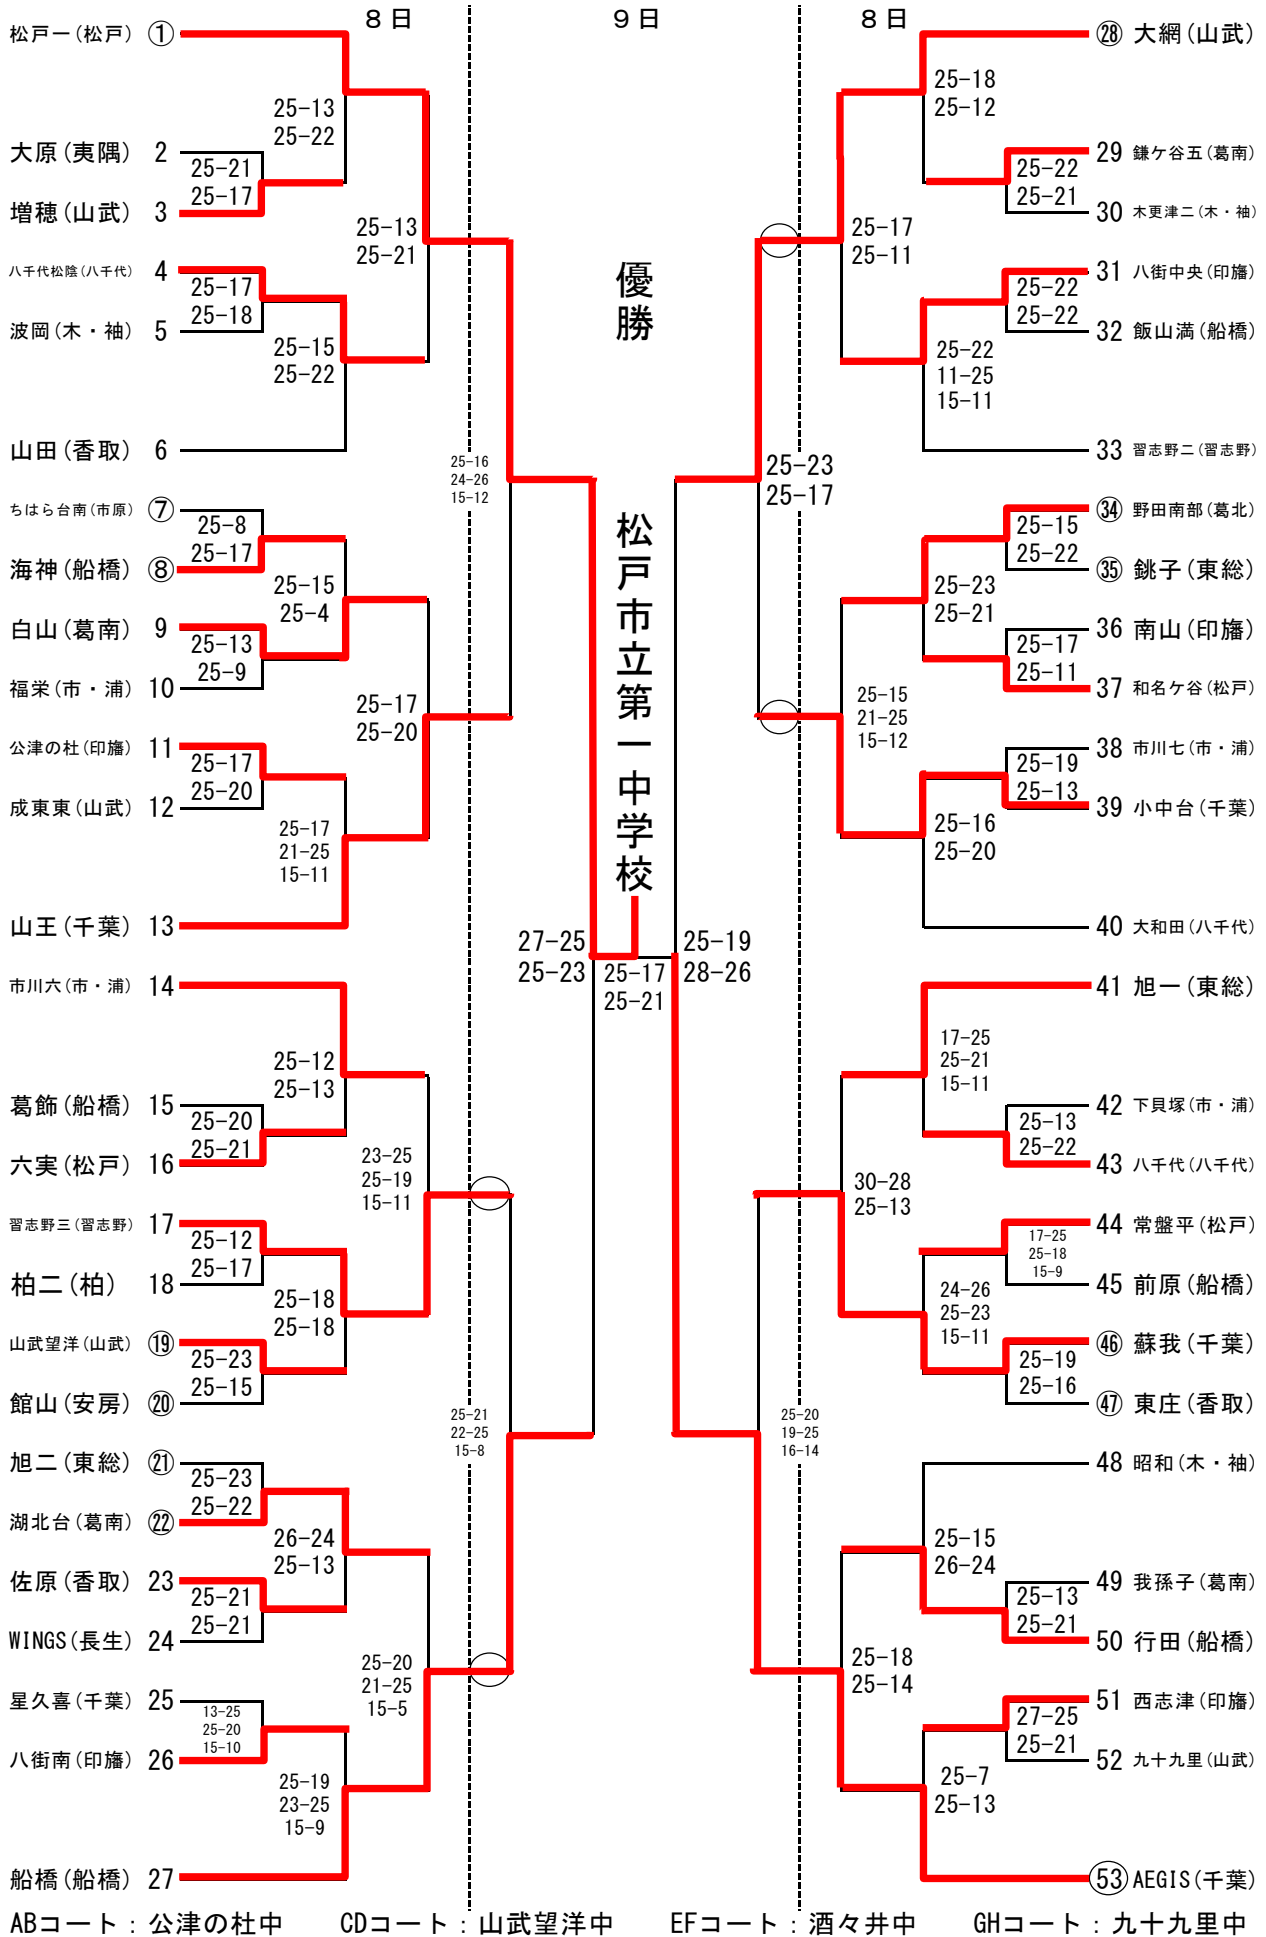 8日
9日
8日
松戸一(松戸) ①
25-13
25-22
大原(夷隅) 2
25-21
25-17
増穂(山武) 3
25-13
25-21
八千代松陰(八千代) 4
25-17
25-18
波岡(木・袖) 5
25-15
25-22
山田(香取) 6
25-16
24-26
15-12
ちはら台南(市原) ⑦
25-8
25-17
海神(船橋) ⑧
25-15
25-4
白山(葛南) 9
25-13
25-9
福栄(市・浦) 10
25-17
25-20
公津の杜(印旛) 11
25-17
25-20
成東東(山武) 12
25-17
21-25
15-11
山王(千葉) 13
27-25
25-23
市川六(市・浦) 14
25-12
25-13
葛飾(船橋) 15
25-20
25-21
六実(松戸) 16
23-25
25-19
15-11
習志野三(習志野) 17
25-12
25-17
柏二(柏) 18
25-18
25-18
山武望洋(山武) ⑲
25-23
25-15
館山(安房) ⑳
25-21
22-25
15-8
旭二(東総) ㉑
25-23
25-22
湖北台(葛南) ㉒
26-24
25-13
佐原(香取) 23
25-21
25-21
WINGS(長生) 24
25-20
21-25
15-5
星久喜(千葉) 25
13-25
25-20
15-10
八街南(印旛) 26
25-19
23-25
15-9
船橋(船橋) 27
優勝
松戸市立第一中学校
25-17
25-21
㉘ 大網(山武)
25-18
25-12
29 鎌ケ谷五(葛南)
25-22
25-21
30 木更津二(木・袖)
25-17
25-11
31 八街中央(印旛)
25-22
25-22
32 飯山満(船橋)
25-22
11-25
15-11
33 習志野二(習志野)
25-23
25-17
㉞ 野田南部(葛北)
25-15
25-22
㉟ 銚子(東総)
25-23
25-21
36 南山(印旛)
25-17
25-11
37 和名ケ谷(松戸)
25-15
21-25
15-12
38 市川七(市・浦)
25-19
25-13
39 小中台(千葉)
25-16
25-20
40 大和田(八千代)
25-19
28-26
41 旭一(東総)
17-25
25-21
15-11
42 下貝塚(市・浦)
25-13
25-22
43 八千代(八千代)
30-28
25-13
44 常盤平(松戸)
17-25
25-18
15-9
45 前原(船橋)
24-26
25-23
15-11
㊻ 蘇我(千葉)
25-19
25-16
㊼ 東庄(香取)
25-20
19-25
16-14
48 昭和(木・袖)
25-15
26-24
49 我孫子(葛南)
25-13
25-21
50 行田(船橋)
25-18
25-14
51 西志津(印旛)
27-25
25-21
52 九十九里(山武)
25-7
25-13
53 AEGIS(千葉)
ABコート：公津の杜中 CDコート：山武望洋中 EFコート：酒々井中 GHコート：九十九里中